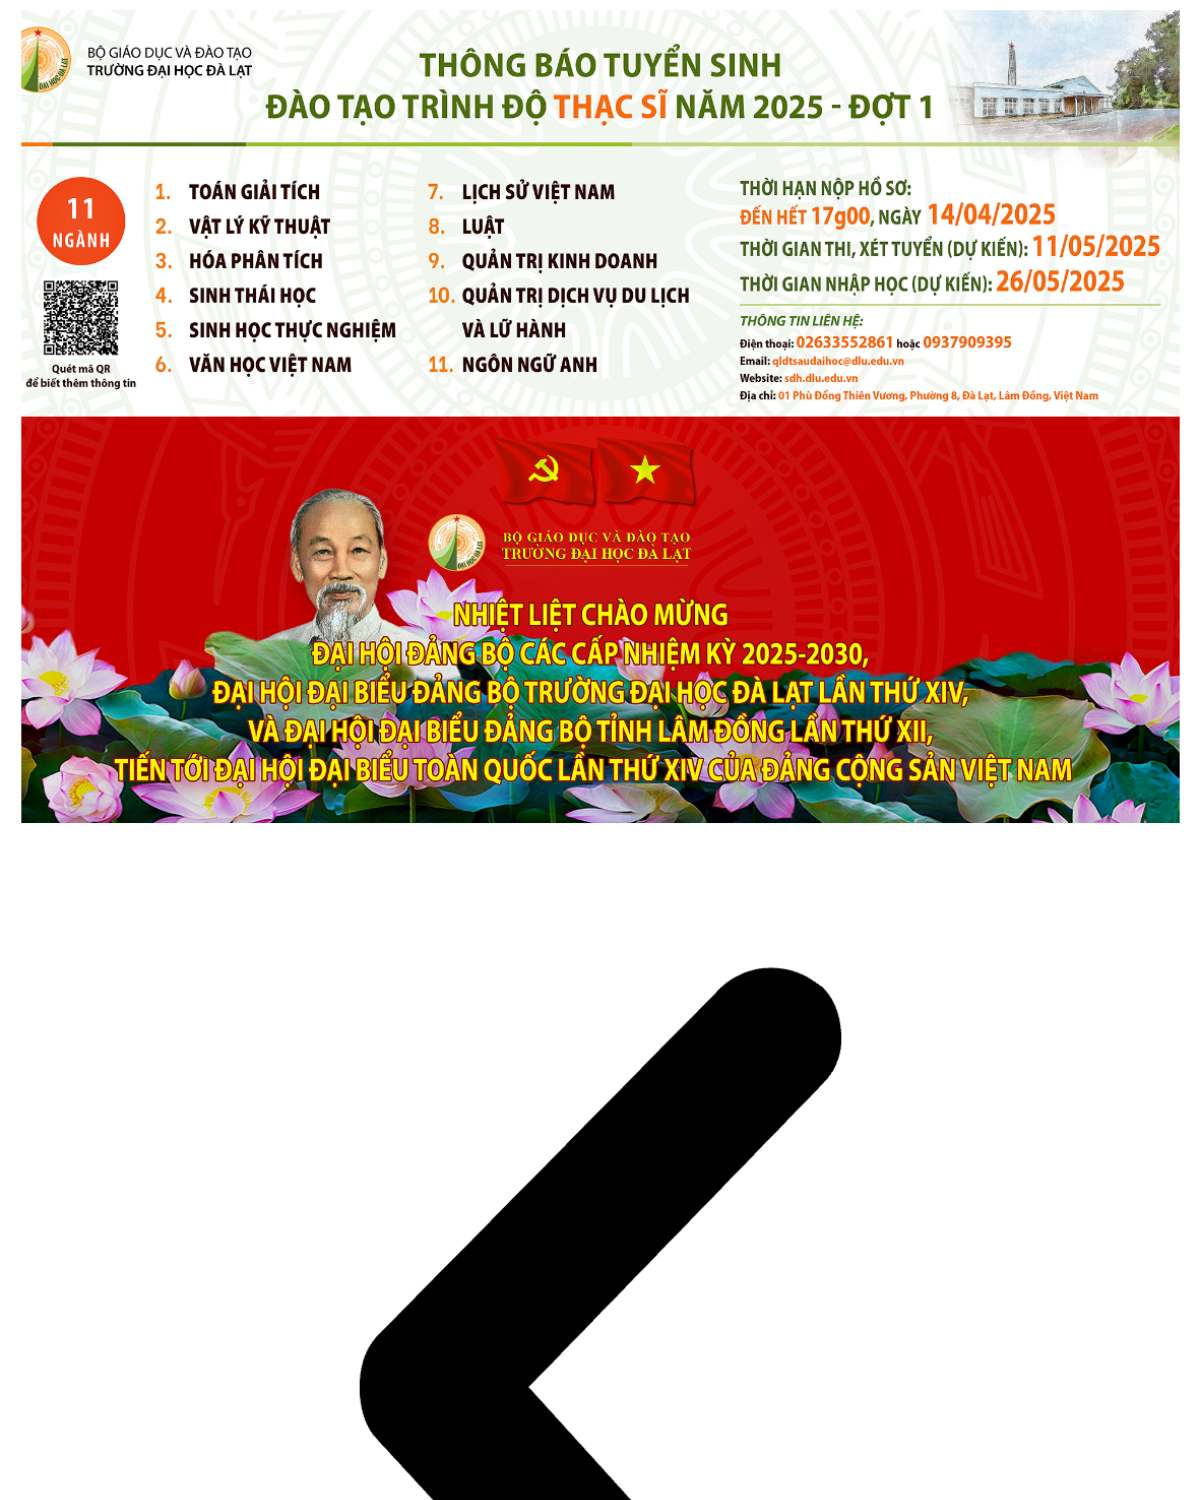 BỘ GIÁO DỤC VÀ ĐÀO TẠO
TRƯỜNG ĐẠI HỌC ĐÀ LẠT
ĐẠI HỌC ĐÀ LẠT
THÔNG BÁO TUYỂN SINH
ĐÀO TẠO TRÌNH ĐỘ THẠC SĨ NĂM 2025 - ĐỢT 1
11
NGÀNH
Quét mã QR
để biết thêm thông tin
1. TOÁN GIẢI TÍCH
2. VẬT LÝ KỸ THUẬT
3. HÓA PHÂN TÍCH
4. SINH THÁI HỌC
5. SINH HỌC THỰC NGHIỆM
6. VĂN HỌC VIỆT NAM
7. LỊCH SỬ VIỆT NAM
8. LUẬT
9. QUẢN TRỊ KINH DOANH
10. QUẢN TRỊ DỊCH VỤ DU LỊCH
VÀ LỮ HÀNH
11. NGÔN NGỮ ANH
THỜI HẠN NỘP HỒ SƠ:
ĐẾN HẾT 17g00, NGÀY 14/04/2025
THỜI GIAN THI, XÉT TUYỂN (DỰ KIẾN): 11/05/2025
THỜI GIAN NHẬP HỌC (DỰ KIẾN): 26/05/2025
THÔNG TIN LIÊN HỆ:
Điện thoại: 02633552861 hoặc 0937909395
Email: qldtsaudaihoc@dlu.edu.vn
Website: sdh.dlu.edu.vn
Địa chỉ: 01 Phù Đổng Thiên Vương, Phường 8, Đà Lạt, Lâm Đồng, Việt Nam
ĐẠI HỌC ĐÀ LẠT
BỘ GIÁO DỤC VÀ ĐÀO TẠO
TRƯỜNG ĐẠI HỌC ĐÀ LẠT
NHIỆT LIỆT CHÀO MỪNG
ĐẠI HỘI ĐẢNG BỘ CÁC CẤP NHIỆM KỲ 2025-2030,
ĐẠI HỘI ĐẠI BIỂU ĐẢNG BỘ TRƯỜNG ĐẠI HỌC ĐÀ LẠT LẦN THỨ XIV,
VÀ ĐẠI HỘI ĐẠI BIỂU ĐẢNG BỘ TỈNH LÂM ĐỒNG LẦN THỨ XII,
TIẾN TỚI ĐẠI HỘI ĐẠI BIỂU TOÀN QUỐC LẦN THỨ XIV CỦA ĐẢNG CỘNG SẢN VIỆT NAM